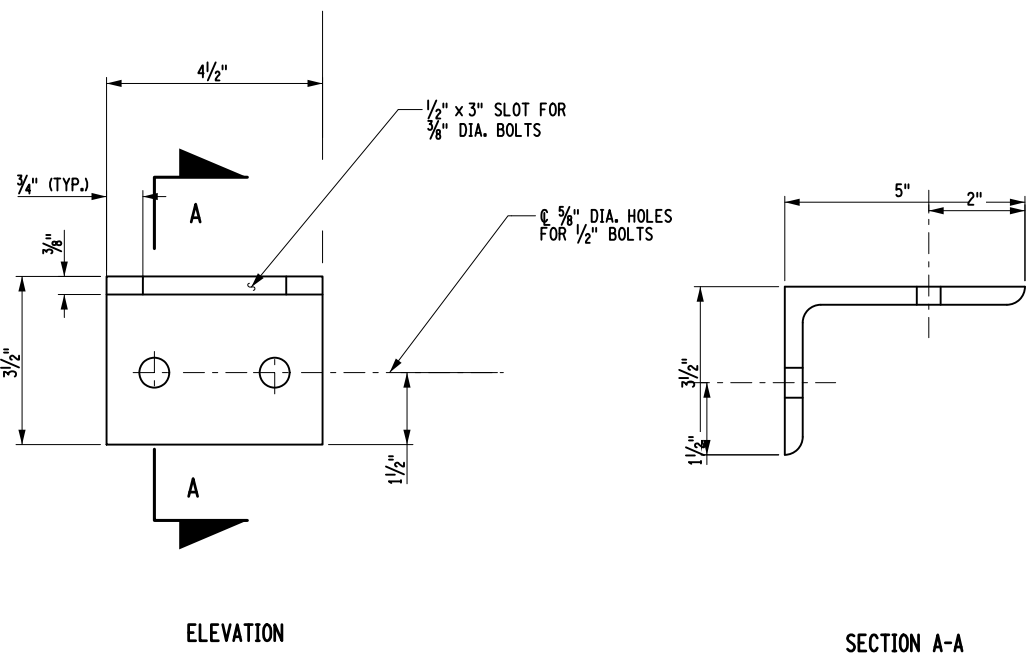 4½"
½" x 3" SLOT FOR
⅜" DIA. BOLTS
¾" (TYP.)
A
⅜"
℄ ⅝" DIA. HOLES
FOR ½" BOLTS
3½"
1½"
A
ELEVATION
5"
2"
3½"
1½"
SECTION A-A